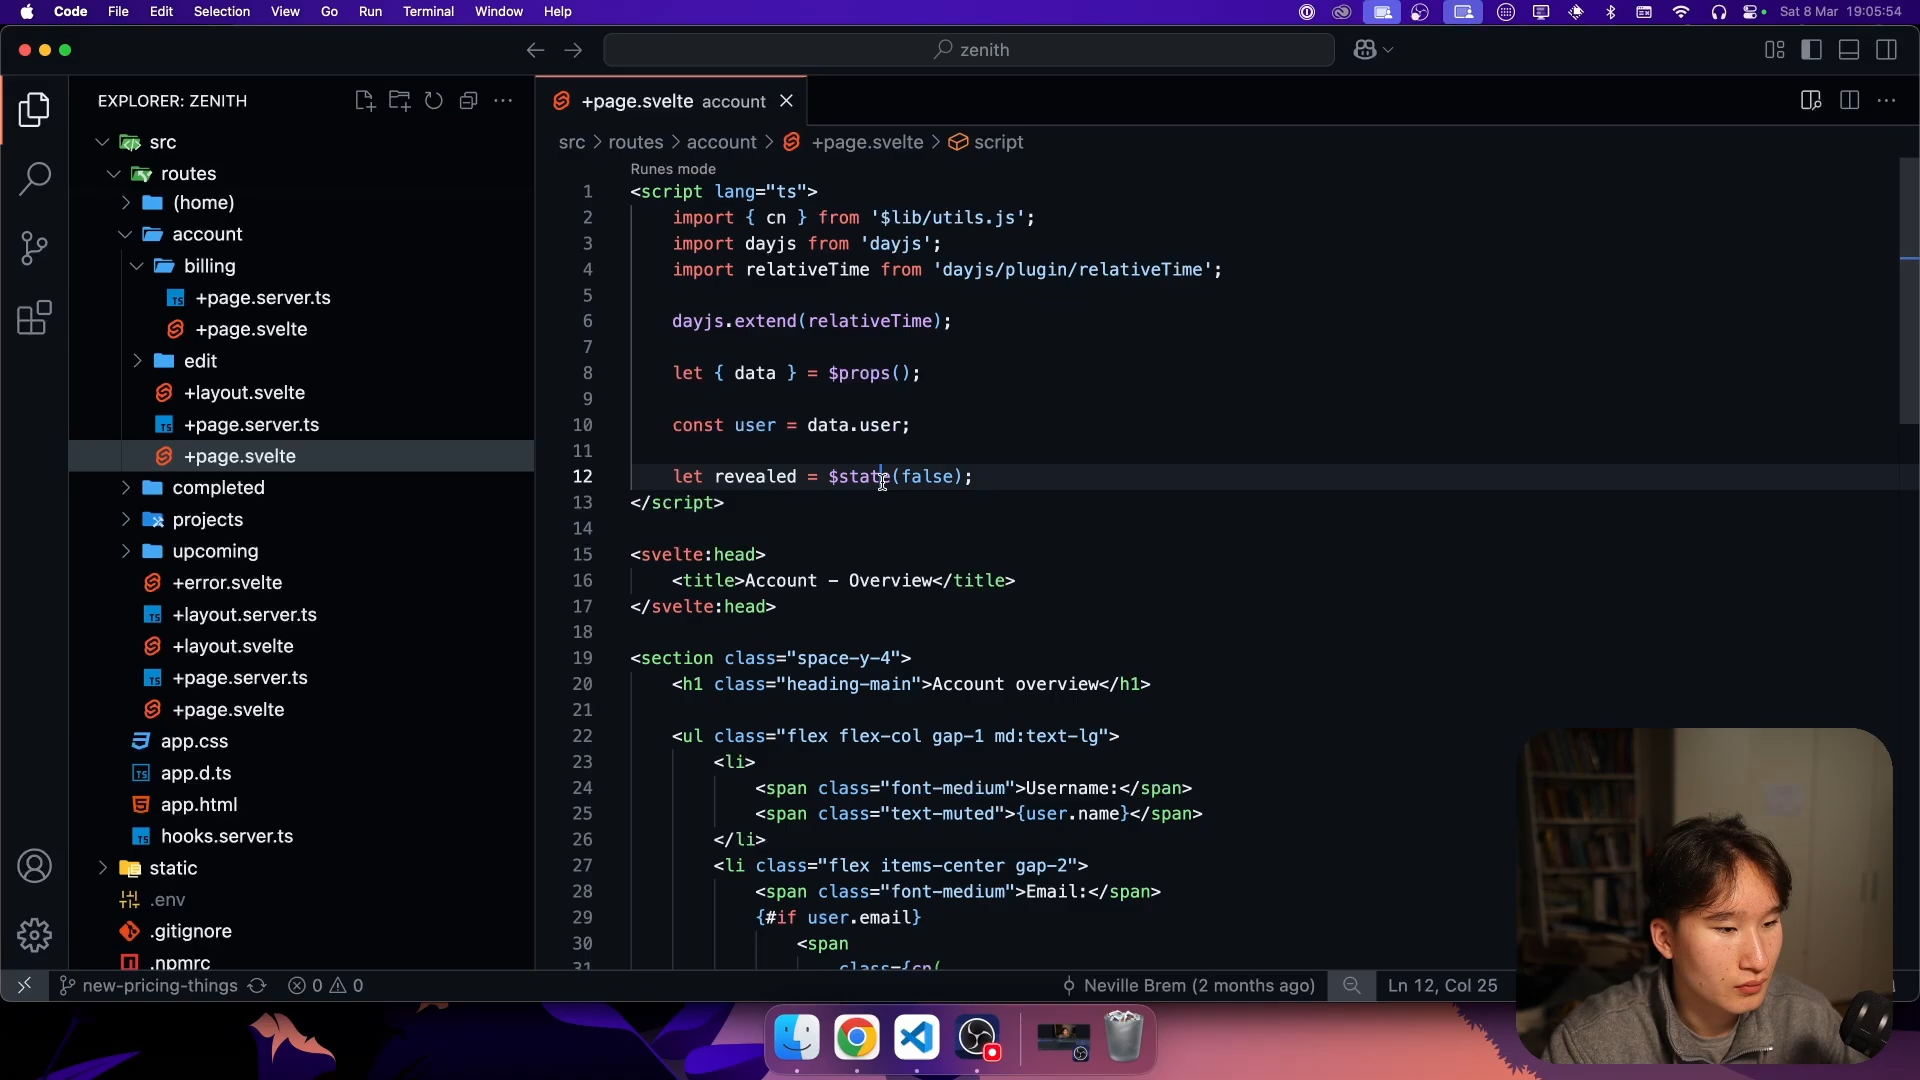 Code File Edit Selection View Go Run Terminal Window Help
Sat 8 Mar 19:05:54
zenith
EXPLORER: ZENITH
src
routes
(home)
account
billing
TS +page.server.ts
+page.svelte
edit
+layout.svelte
TS +page.server.ts
+page.svelte
completed
projects
upcoming
+error.svelte
TS +layout.server.ts
+layout.svelte
TS +page.server.ts
+page.svelte
app.css
TS app.d.ts
app.html
TS hooks.server.ts
static
.env
.gitignore
.npmrc
+page.svelte account
src > routes > account > +page.svelte > script
Runes mode
1 <script lang="ts">
2 import { cn } from '$lib/utils.js';
3 import dayjs from 'dayjs';
4 import relativeTime from 'dayjs/plugin/relativeTime';
5
6 dayjs.extend(relativeTime);
7
8 let { data } = $props();
9
10 const user = data.user;
11
12 let revealed = $state(false);
13 </script>
14
15 <svelte:head>
16 <title>Account – Overview</title>
17 </svelte:head>
18
19 <section class="space-y-4">
20 <h1 class="heading-main">Account overview</h1>
21
22 <ul class="flex flex-col gap-1 md:text-lg">
23 <li>
24 <span class="font-medium">Username:</span>
25 <span class="text-muted">{user.name}</span>
26 </li>
27 <li class="flex items-center gap-2">
28 <span class="font-medium">Email:</span>
29 {#if user.email}
30 <span
31 class={cn(
new-pricing-things 0 0
Neville Brem (2 months ago)
Ln 12, Col 25